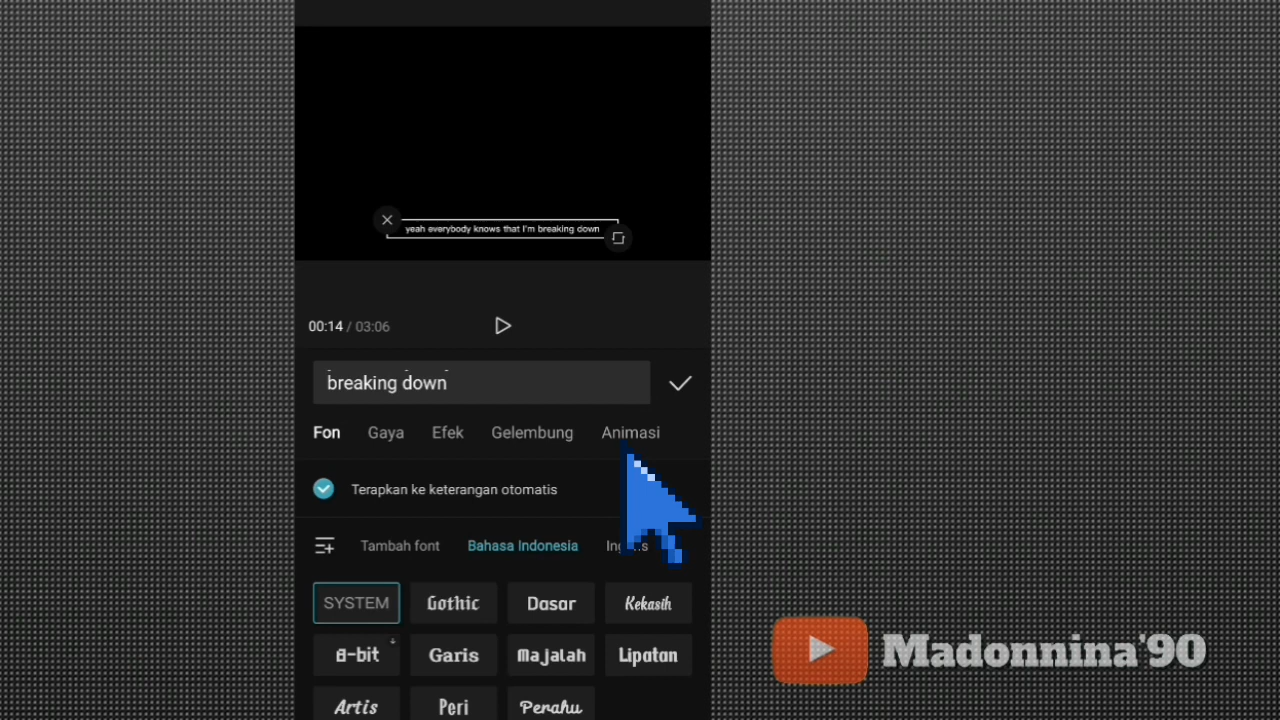 yeah everybody knows that I'm breaking down
00:14 / 03:06
breaking down
Fon Gaya Efek Gelembung Animasi
Terapkan ke keterangan otomatis
Tambah font Bahasa Indonesia
SYSTEM Gothic Dasar Kekasih
8-bit Garis Majalah Lipatan
Artis Peri Perahu
Madonnina'90